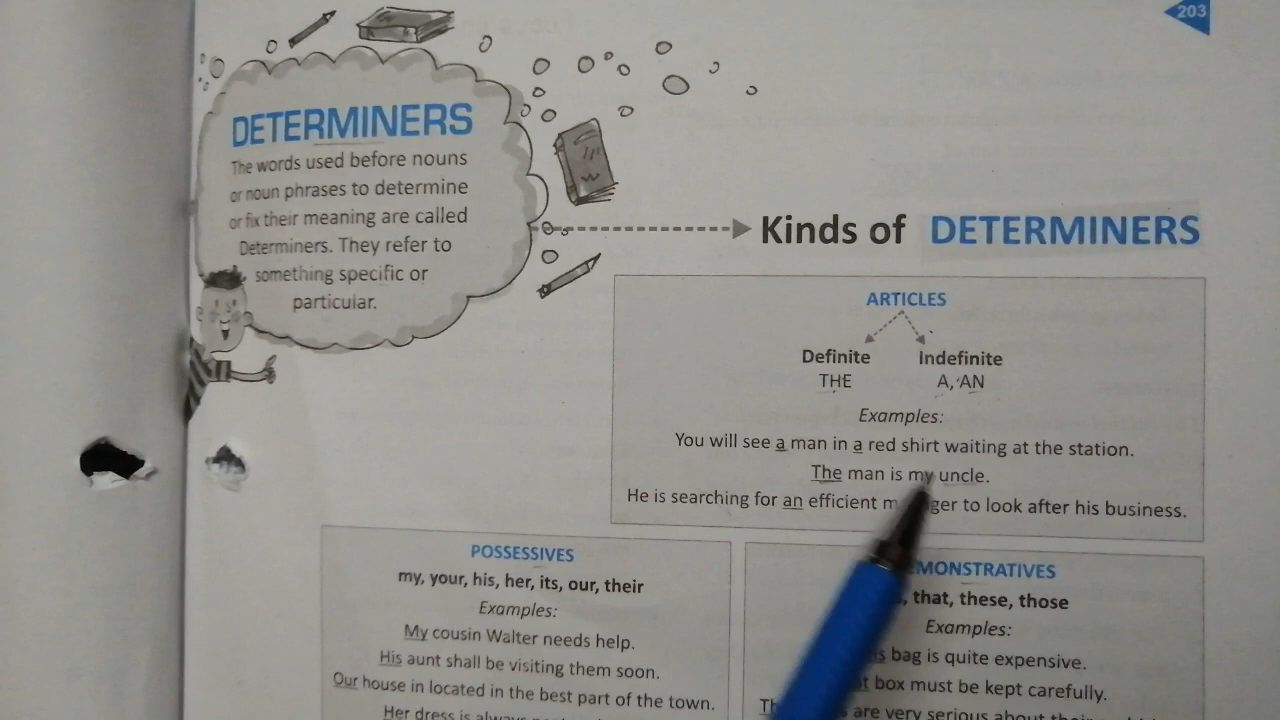 203
DETERMINERS
The words used before nouns
or noun phrases to determine
or fix their meaning are called
Determiners. They refer to
something specific or
particular.
Kinds of DETERMINERS
ARTICLES
Definite Indefinite
THE A, AN
Examples:
You will see a man in a red shirt waiting at the station.
The man is my uncle.
He is searching for an efficient to look after his business.
POSSESSIVES
my, your, his, her, its, our, their
Examples:
My cousin Walter needs help.
His aunt shall be visiting them soon.
Our house in located in the best part of the town.
Her dress is
DEMONSTRATIVES
that, these, those
Examples:
bag is quite expensive.
box must be kept carefully.
are very serious about their